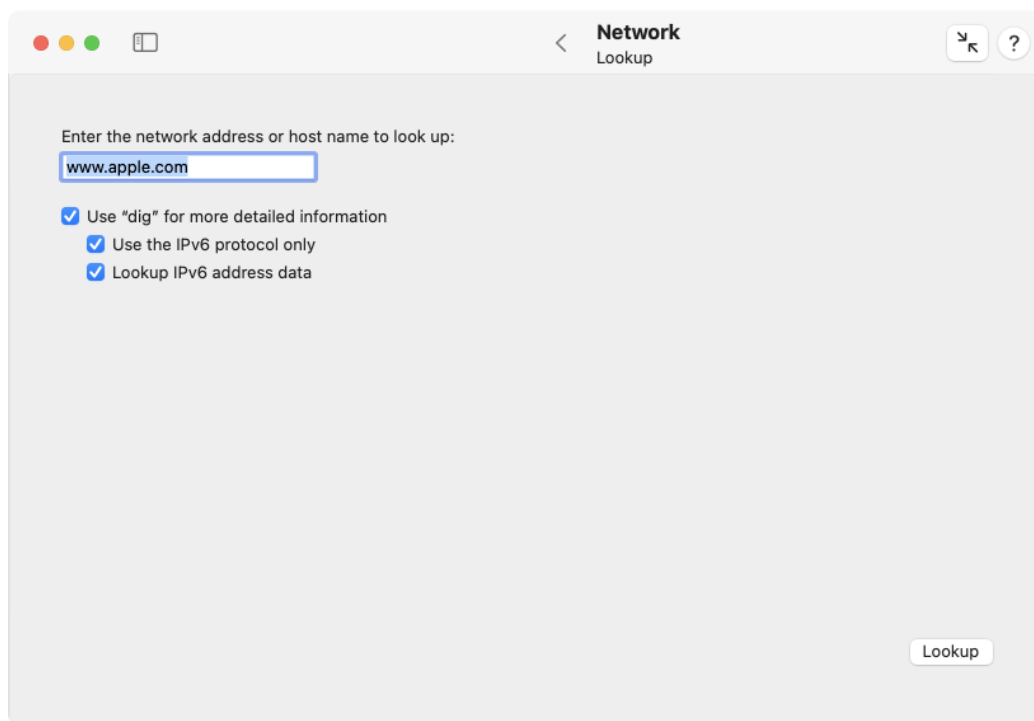 Network
Lookup
?
Enter the network address or host name to look up:
www.apple.com
Use “dig” for more detailed information
Use the IPv6 protocol only
Lookup IPv6 address data
Lookup